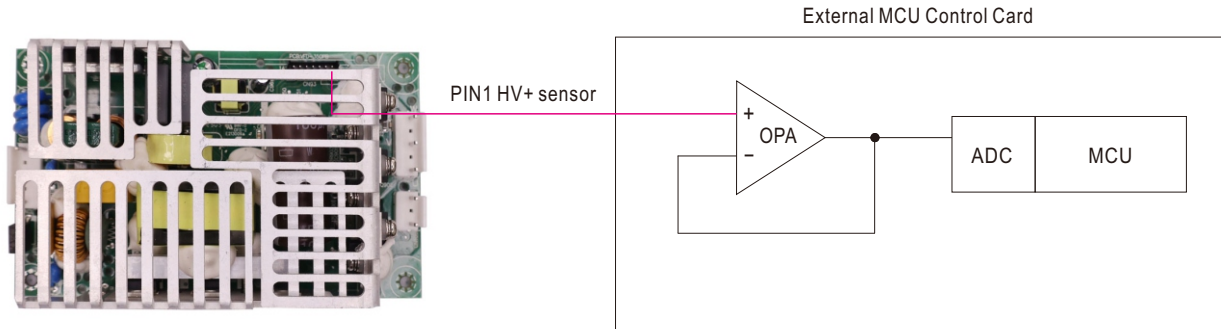 External MCU Control Card
PIN1 HV+ sensor
+
OPA
−
ADC
MCU